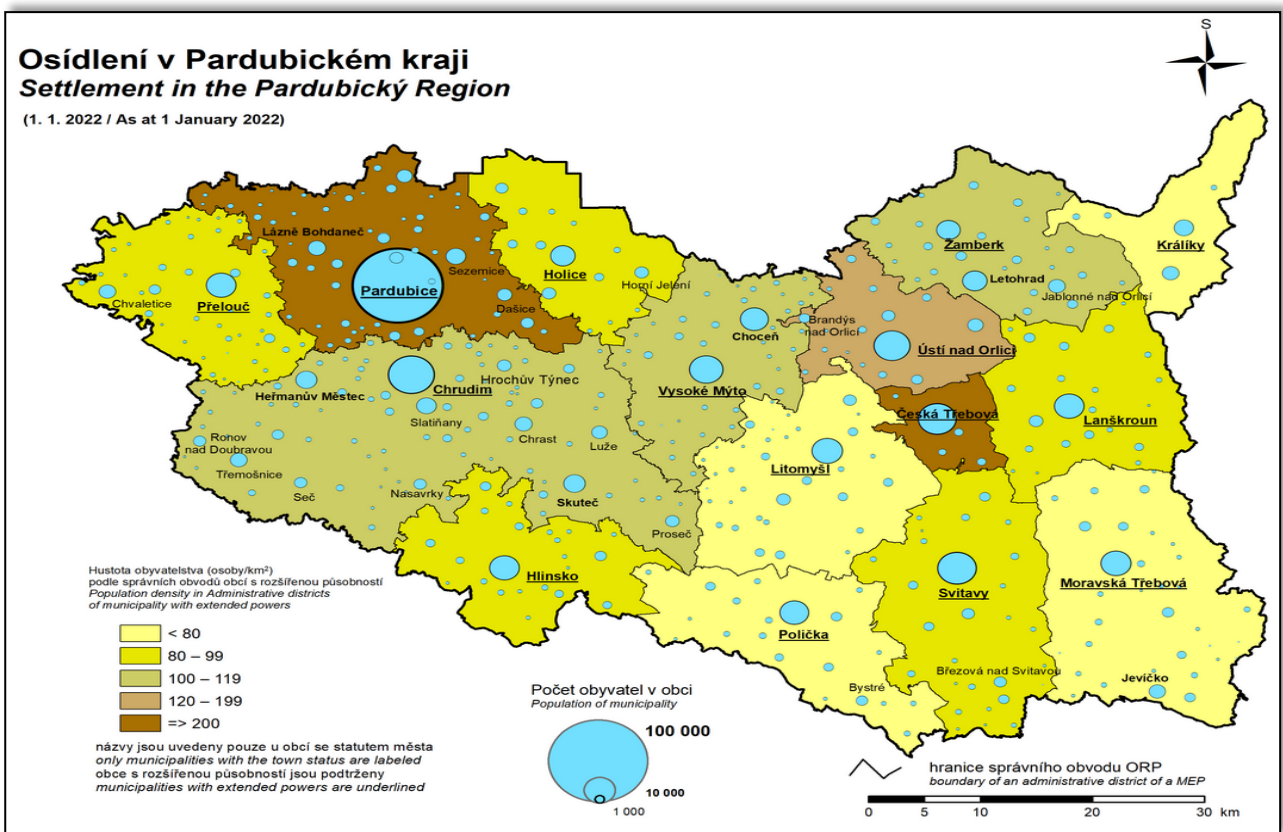 Osídlení v Pardubickém kraji
Settlement in the Pardubický Region
(1. 1. 2022 / As at 1 January 2022)
S
Lázně Bohdaneč
Sezemice
Pardubice
Dašice
Chvaletice
Přelouč
Holice
Horní Jelení
Žamberk
Králíky
Letohrad
Jablonné nad Orlicí
Brandýs
nad Orlicí
Choceň
Ústí nad Orlicí
Vysoké Mýto
Hrochův Týnec
Chrudim
Heřmanův Městec
Slatiňany
Chrast
Luže
Česká Třebová
Lanškroun
Rohov
nad Doubravou
Třemošnice
Seč
Nasavrky
Skuteč
Proseč
Litomyšl
Hlinsko
Svitavy
Moravská Třebová
Polička
Bystré
Březová nad Svitavou
Jevíčko
Hustota obyvatelstva (osoby/km²)
podle správních obvodů obcí s rozšířenou působností
Population density in Administrative districts
of municipality with extended powers
< 80
80 – 99
100 – 119
120 – 199
=> 200
názvy jsou uvedeny pouze u obcí se statutem města
only municipalities with the town status are labeled
obce s rozšířenou působností jsou podtrženy
municipalities with extended powers are underlined
Počet obyvatel v obci
Population of municipality
100 000
10 000
1 000
hranice správního obvodu ORP
boundary of an administrative district of a MEP
0 5 10 20 30 km